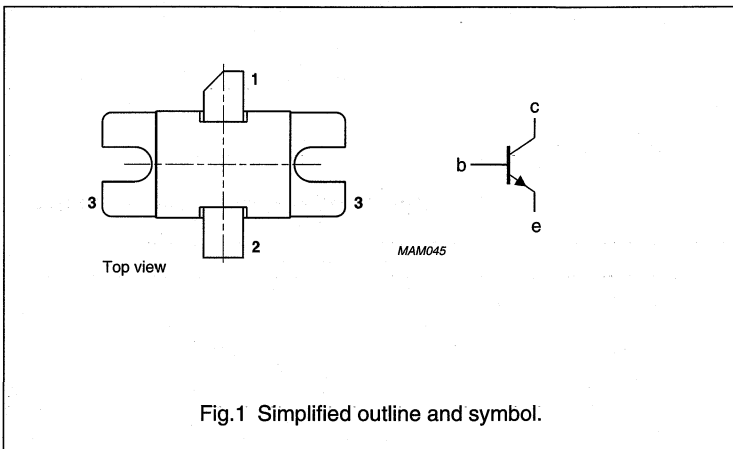 1
c
b
3
3
e
2
MAM045
Top view
Fig.1 Simplified outline and symbol.